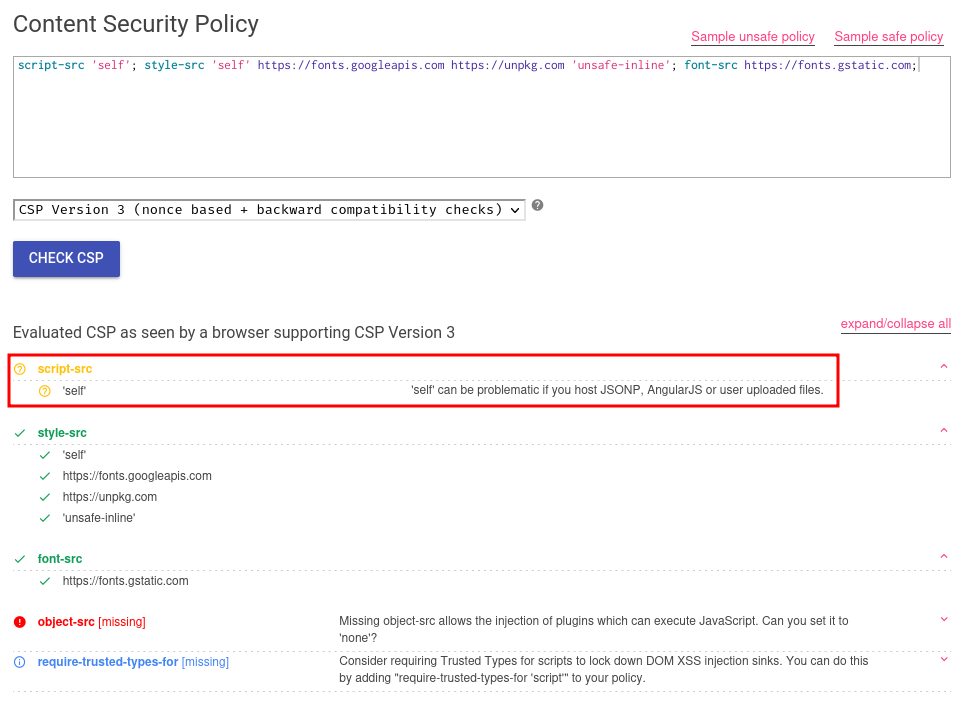 Content Security Policy
Sample unsafe policy Sample safe policy
script-src 'self'; style-src 'self' https://fonts.googleapis.com https://unpkg.com 'unsafe-inline'; font-src https://fonts.gstatic.com;
CSP Version 3 (nonce based + backward compatibility checks)
CHECK CSP
Evaluated CSP as seen by a browser supporting CSP Version 3
expand/collapse all
script-src
'self' 'self' can be problematic if you host JSONP, AngularJS or user uploaded files.
style-src
'self'
https://fonts.googleapis.com
https://unpkg.com
'unsafe-inline'
font-src
https://fonts.gstatic.com
object-src [missing] Missing object-src allows the injection of plugins which can execute JavaScript. Can you set it to
'none'?
require-trusted-types-for [missing] Consider requiring Trusted Types for scripts to lock down DOM XSS injection sinks. You can do this
by adding "require-trusted-types-for 'script'" to your policy.